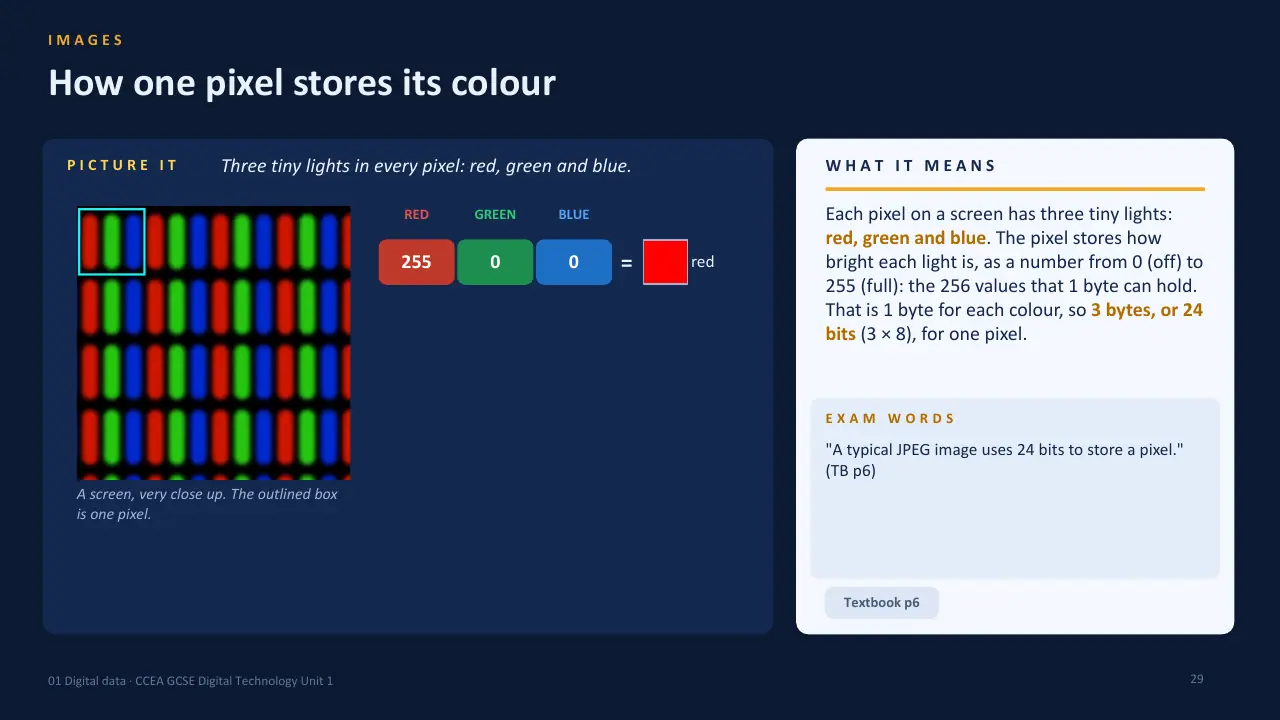 IMAGES
How one pixel stores its colour
PICTURE IT
Three tiny lights in every pixel: red, green and blue.
RED GREEN BLUE
255 0 0 = red
A screen, very close up. The outlined box
is one pixel.
WHAT IT MEANS
Each pixel on a screen has three tiny lights:
red, green and blue. The pixel stores how
bright each light is, as a number from 0 (off) to
255 (full): the 256 values that 1 byte can hold.
That is 1 byte for each colour, so 3 bytes, or 24
bits (3 × 8), for one pixel.
EXAM WORDS
"A typical JPEG image uses 24 bits to store a pixel."
(TB p6)
Textbook p6
01 Digital data · CCEA GCSE Digital Technology Unit 1
29